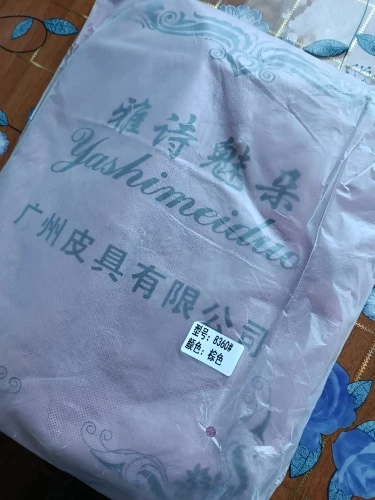 雅诗魅朵
Yashimeiduo
广州皮具有限公司
型号: 8360#
颜色: 棕色